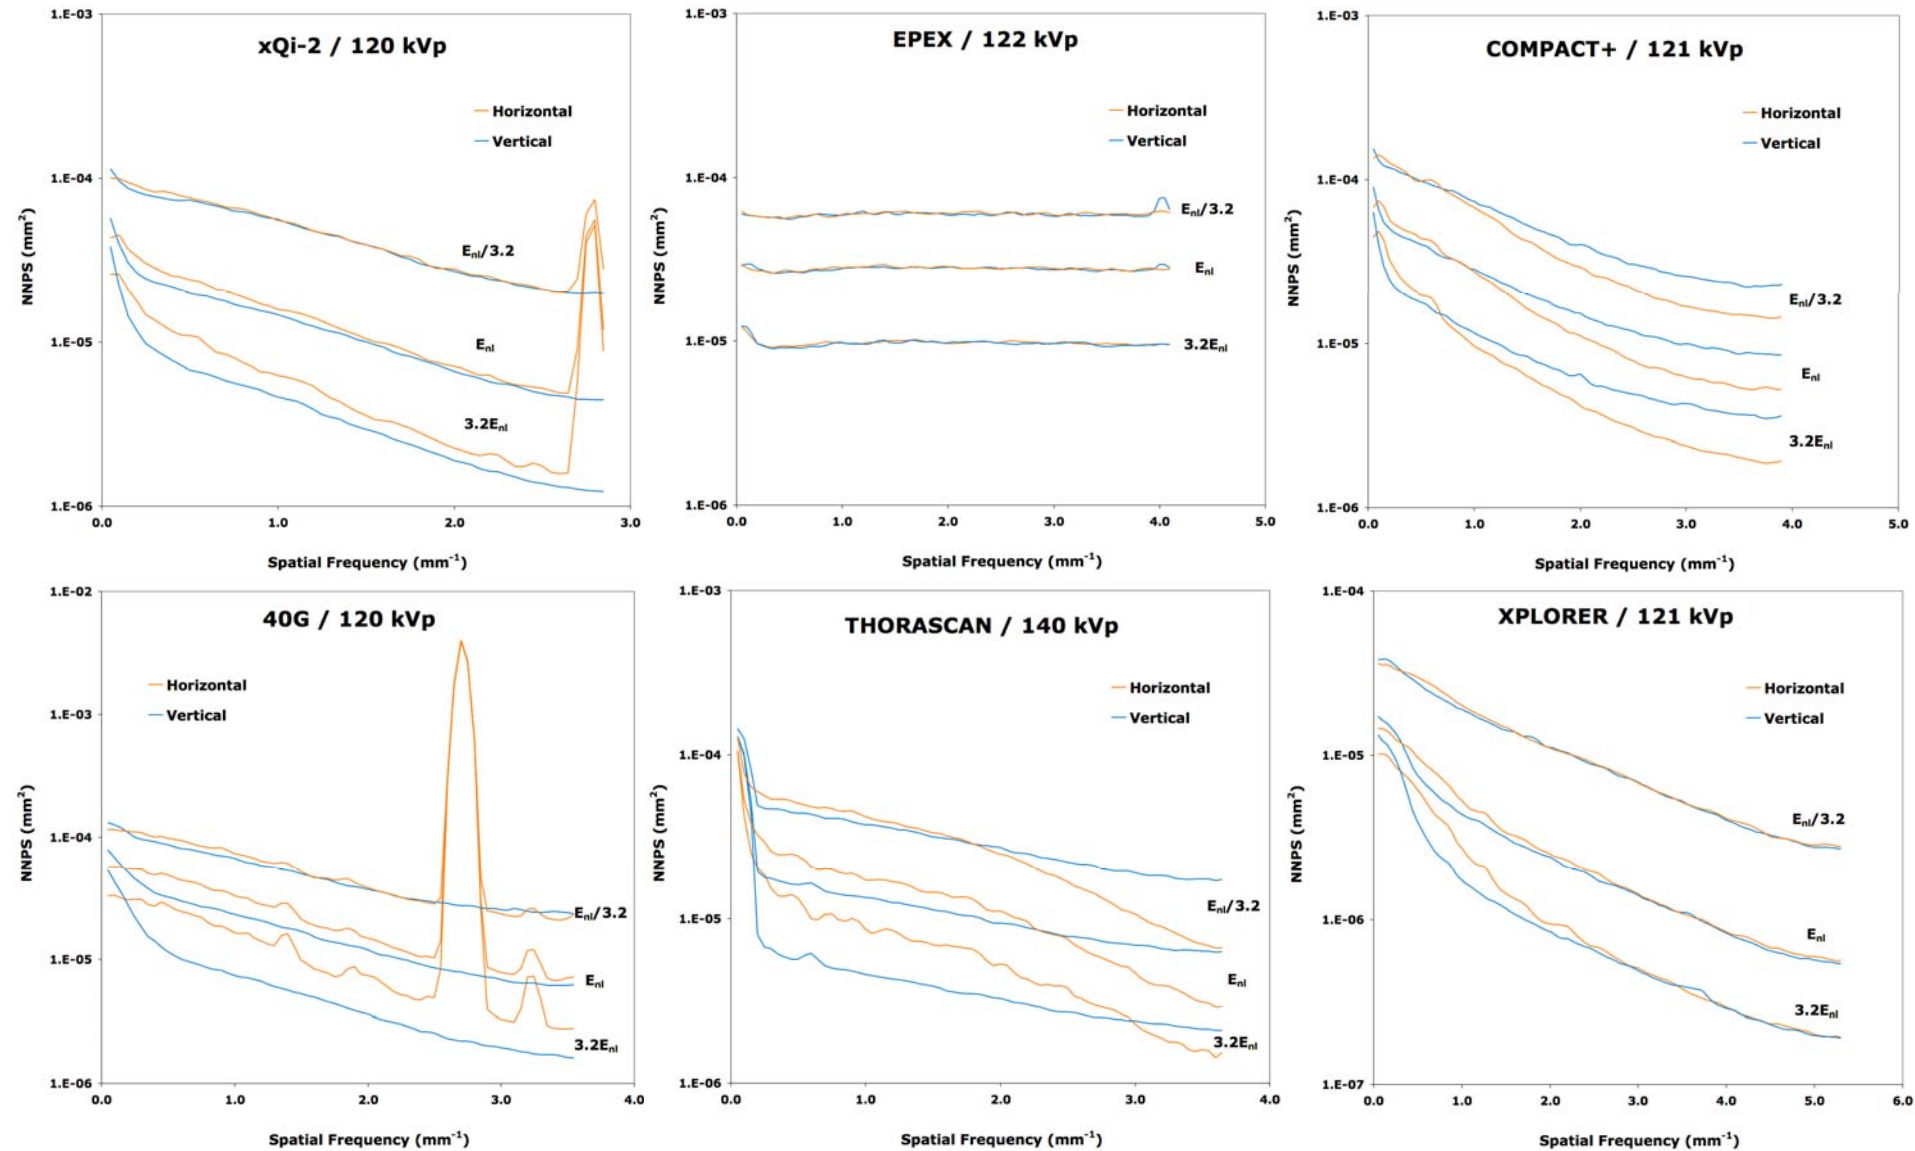 xQi-2 / 120 kVp
1.E-03
1.E-04
1.E-05
1.E-06
NNPS (mm²)
Horizontal
Vertical
Enl/3.2
Enl
3.2Enl
0.0 1.0 2.0 3.0
Spatial Frequency (mm⁻¹)
EPEX / 122 kVp
1.E-03
1.E-04
1.E-05
1.E-06
NNPS (mm²)
Horizontal
Vertical
Enl/3.2
Enl
3.2Enl
0.0 1.0 2.0 3.0 4.0 5.0
Spatial Frequency (mm⁻¹)
COMPACT+ / 121 kVp
1.E-03
1.E-04
1.E-05
1.E-06
NNPS (mm²)
Horizontal
Vertical
Enl/3.2
Enl
3.2Enl
0.0 1.0 2.0 3.0 4.0 5.0
Spatial Frequency (mm⁻¹)
40G / 120 kVp
1.E-02
1.E-03
1.E-04
1.E-05
1.E-06
NNPS (mm²)
Horizontal
Vertical
Enl/3.2
Enl
3.2Enl
0.0 1.0 2.0 3.0 4.0
Spatial Frequency (mm⁻¹)
THORASCAN / 140 kVp
1.E-03
1.E-04
1.E-05
1.E-06
NNPS (mm²)
Horizontal
Vertical
Enl/3.2
Enl
3.2Enl
0.0 1.0 2.0 3.0 4.0
Spatial Frequency (mm⁻¹)
XPLORER / 121 kVp
1.E-04
1.E-05
1.E-06
1.E-07
NNPS (mm²)
Horizontal
Vertical
Enl/3.2
Enl
3.2Enl
0.0 1.0 2.0 3.0 4.0 5.0 6.0
Spatial Frequency (mm⁻¹)